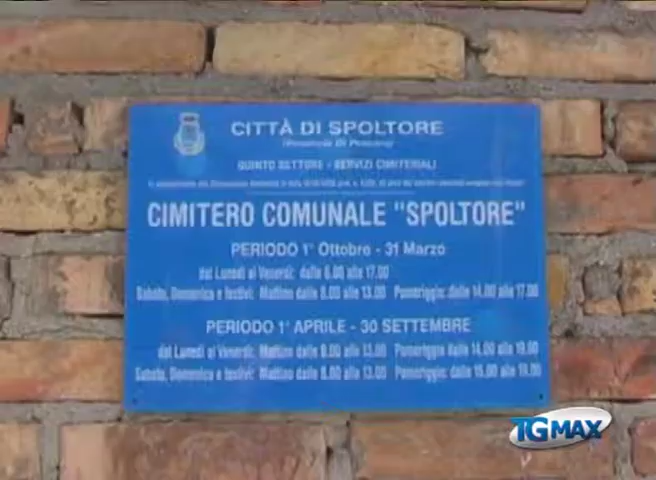 CITTÀ DI SPOLTORE
(Provincia di Pescara)
QUINTO SETTORE - SERVIZI CIMITERIALI
CIMITERO COMUNALE "SPOLTORE"
PERIODO 1° Ottobre - 31 Marzo
dal Lunedì al Venerdì: dalle 8.00 alle 17.00
Sabato, Domenica e festivi: Mattino dalle 8.00 alle 13.00 Pomeriggio: dalle 14.00 alle 17.00
PERIODO 1° APRILE - 30 SETTEMBRE
dal Lunedì al Venerdì: Mattino dalle 8.00 alle 13.00 Pomeriggio dalle 14.00 alle 19.00
Sabato, Domenica e festivi: Mattino dalle 8.00 alle 13.00 Pomeriggio: dalle 15.00 alle 19.00
TGMAX